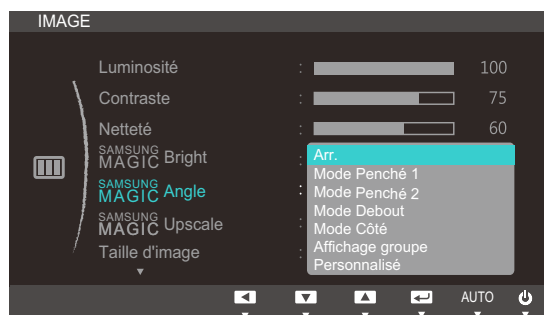 IMAGE
Luminosité : 100
Contraste : 75
Netteté : 60
SAMSUNG MAGIC Bright :
SAMSUNG MAGIC Angle :
SAMSUNG MAGIC Upscale :
Taille d'image :
Arr.
Mode Penché 1
Mode Penché 2
Mode Debout
Mode Côté
Affichage groupe
Personnalisé
AUTO